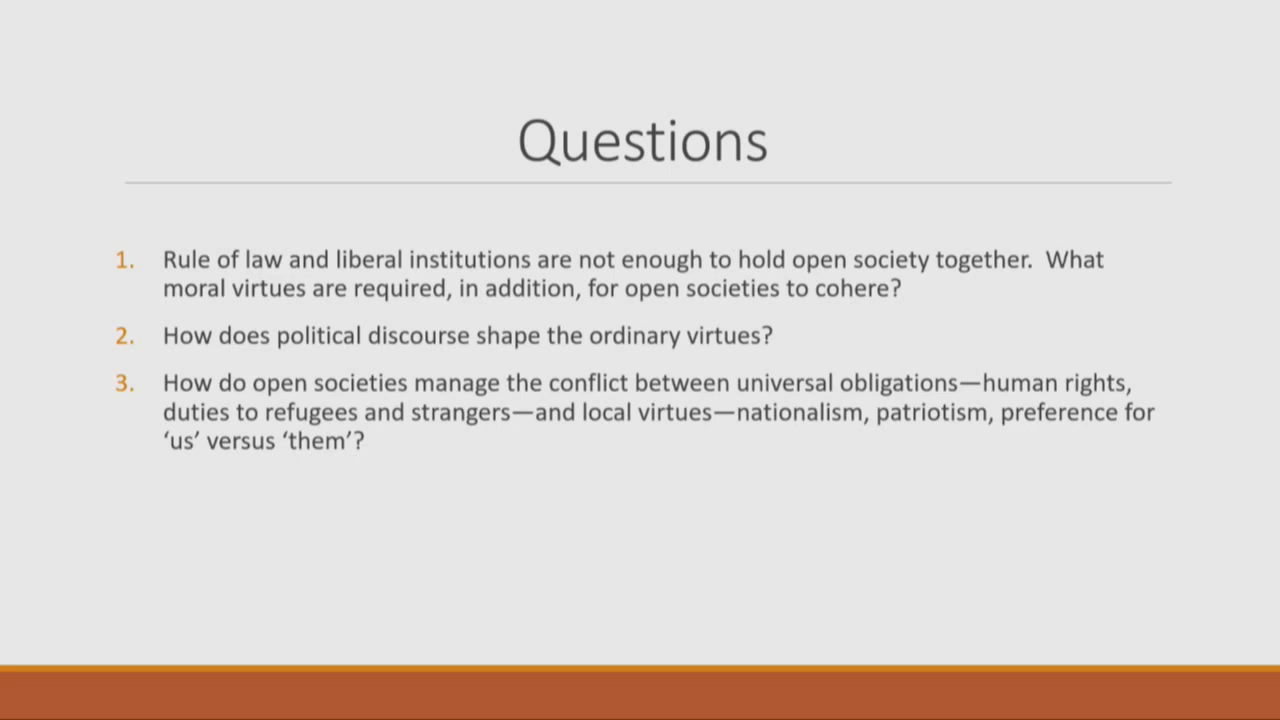 Questions
1. Rule of law and liberal institutions are not enough to hold open society together.  What
moral virtues are required, in addition, for open societies to cohere?
2. How does political discourse shape the ordinary virtues?
3. How do open societies manage the conflict between universal obligations—human rights,
duties to refugees and strangers—and local virtues—nationalism, patriotism, preference for
‘us’ versus ‘them’?